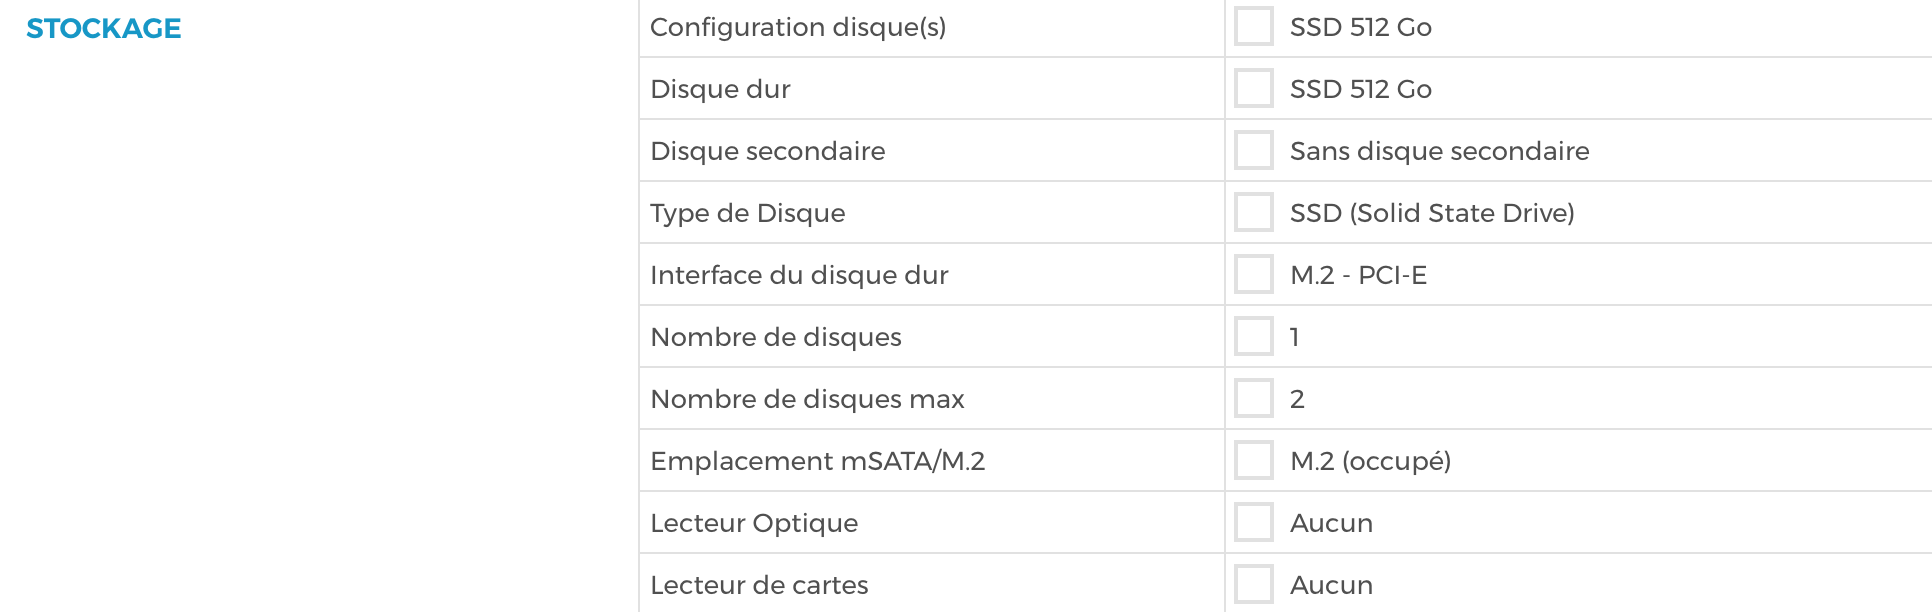 STOCKAGE
Configuration disque(s) SSD 512 Go
Disque dur SSD 512 Go
Disque secondaire Sans disque secondaire
Type de Disque SSD (Solid State Drive)
Interface du disque dur M.2 - PCI-E
Nombre de disques 1
Nombre de disques max 2
Emplacement mSATA/M.2 M.2 (occupé)
Lecteur Optique Aucun
Lecteur de cartes Aucun